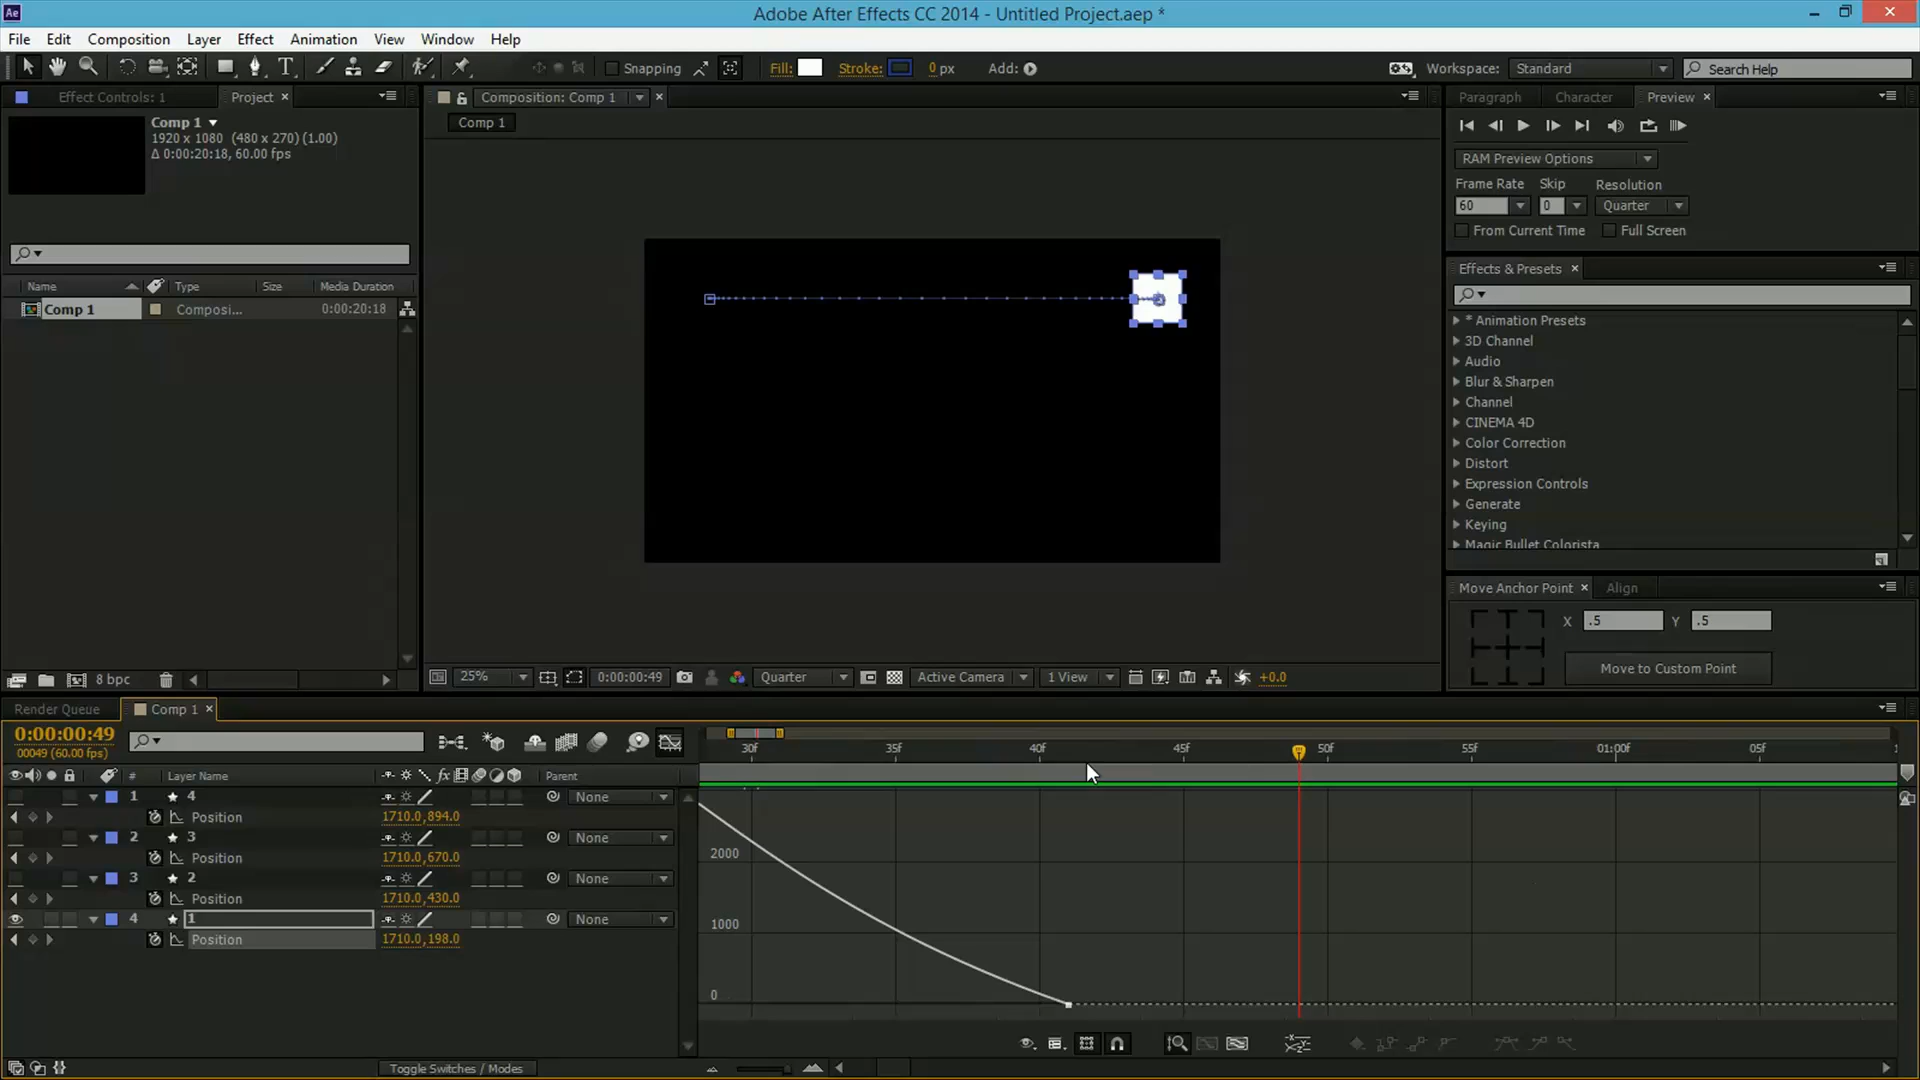 Ae
Adobe After Effects CC 2014 - Untitled Project.aep *
File Edit Composition Layer Effect Animation View Window Help
Snapping Fill: Stroke: 0 px Add: Workspace: Standard Search Help
Effect Controls: 1 Project
Composition: Comp 1
Paragraph Character Preview
Comp 1
1920 x 1080 (480 x 270) (1.00)
Δ 0:00:20:18, 60.00 fps
Comp 1
RAM Preview Options
Frame Rate Skip Resolution
60 0 Quarter
From Current Time Full Screen
Name Type Size Media Duration
Comp 1 Composi... 0:00:20:18
Effects & Presets
* Animation Presets
3D Channel
Audio
Blur & Sharpen
Channel
CINEMA 4D
Color Correction
Distort
Expression Controls
Generate
Keying
Magic Bullet Colorista
Move Anchor Point Align
X .5 Y .5
Move to Custom Point
8 bpc
25% 0:00:00:49 Quarter Active Camera 1 View +0.0
Render Queue Comp 1
0:00:00:49
00049 (60.00 fps)
30f 35f 40f 45f 50f 55f 01:00f 05f 1
# Layer Name fx Parent
1 4 None
Position 1710.0,894.0
2 3 None
Position 1710.0,670.0
3 2 None
Position 1710.0,430.0
4 1 None
Position 1710.0,198.0
2000
1000
0
Toggle Switches / Modes